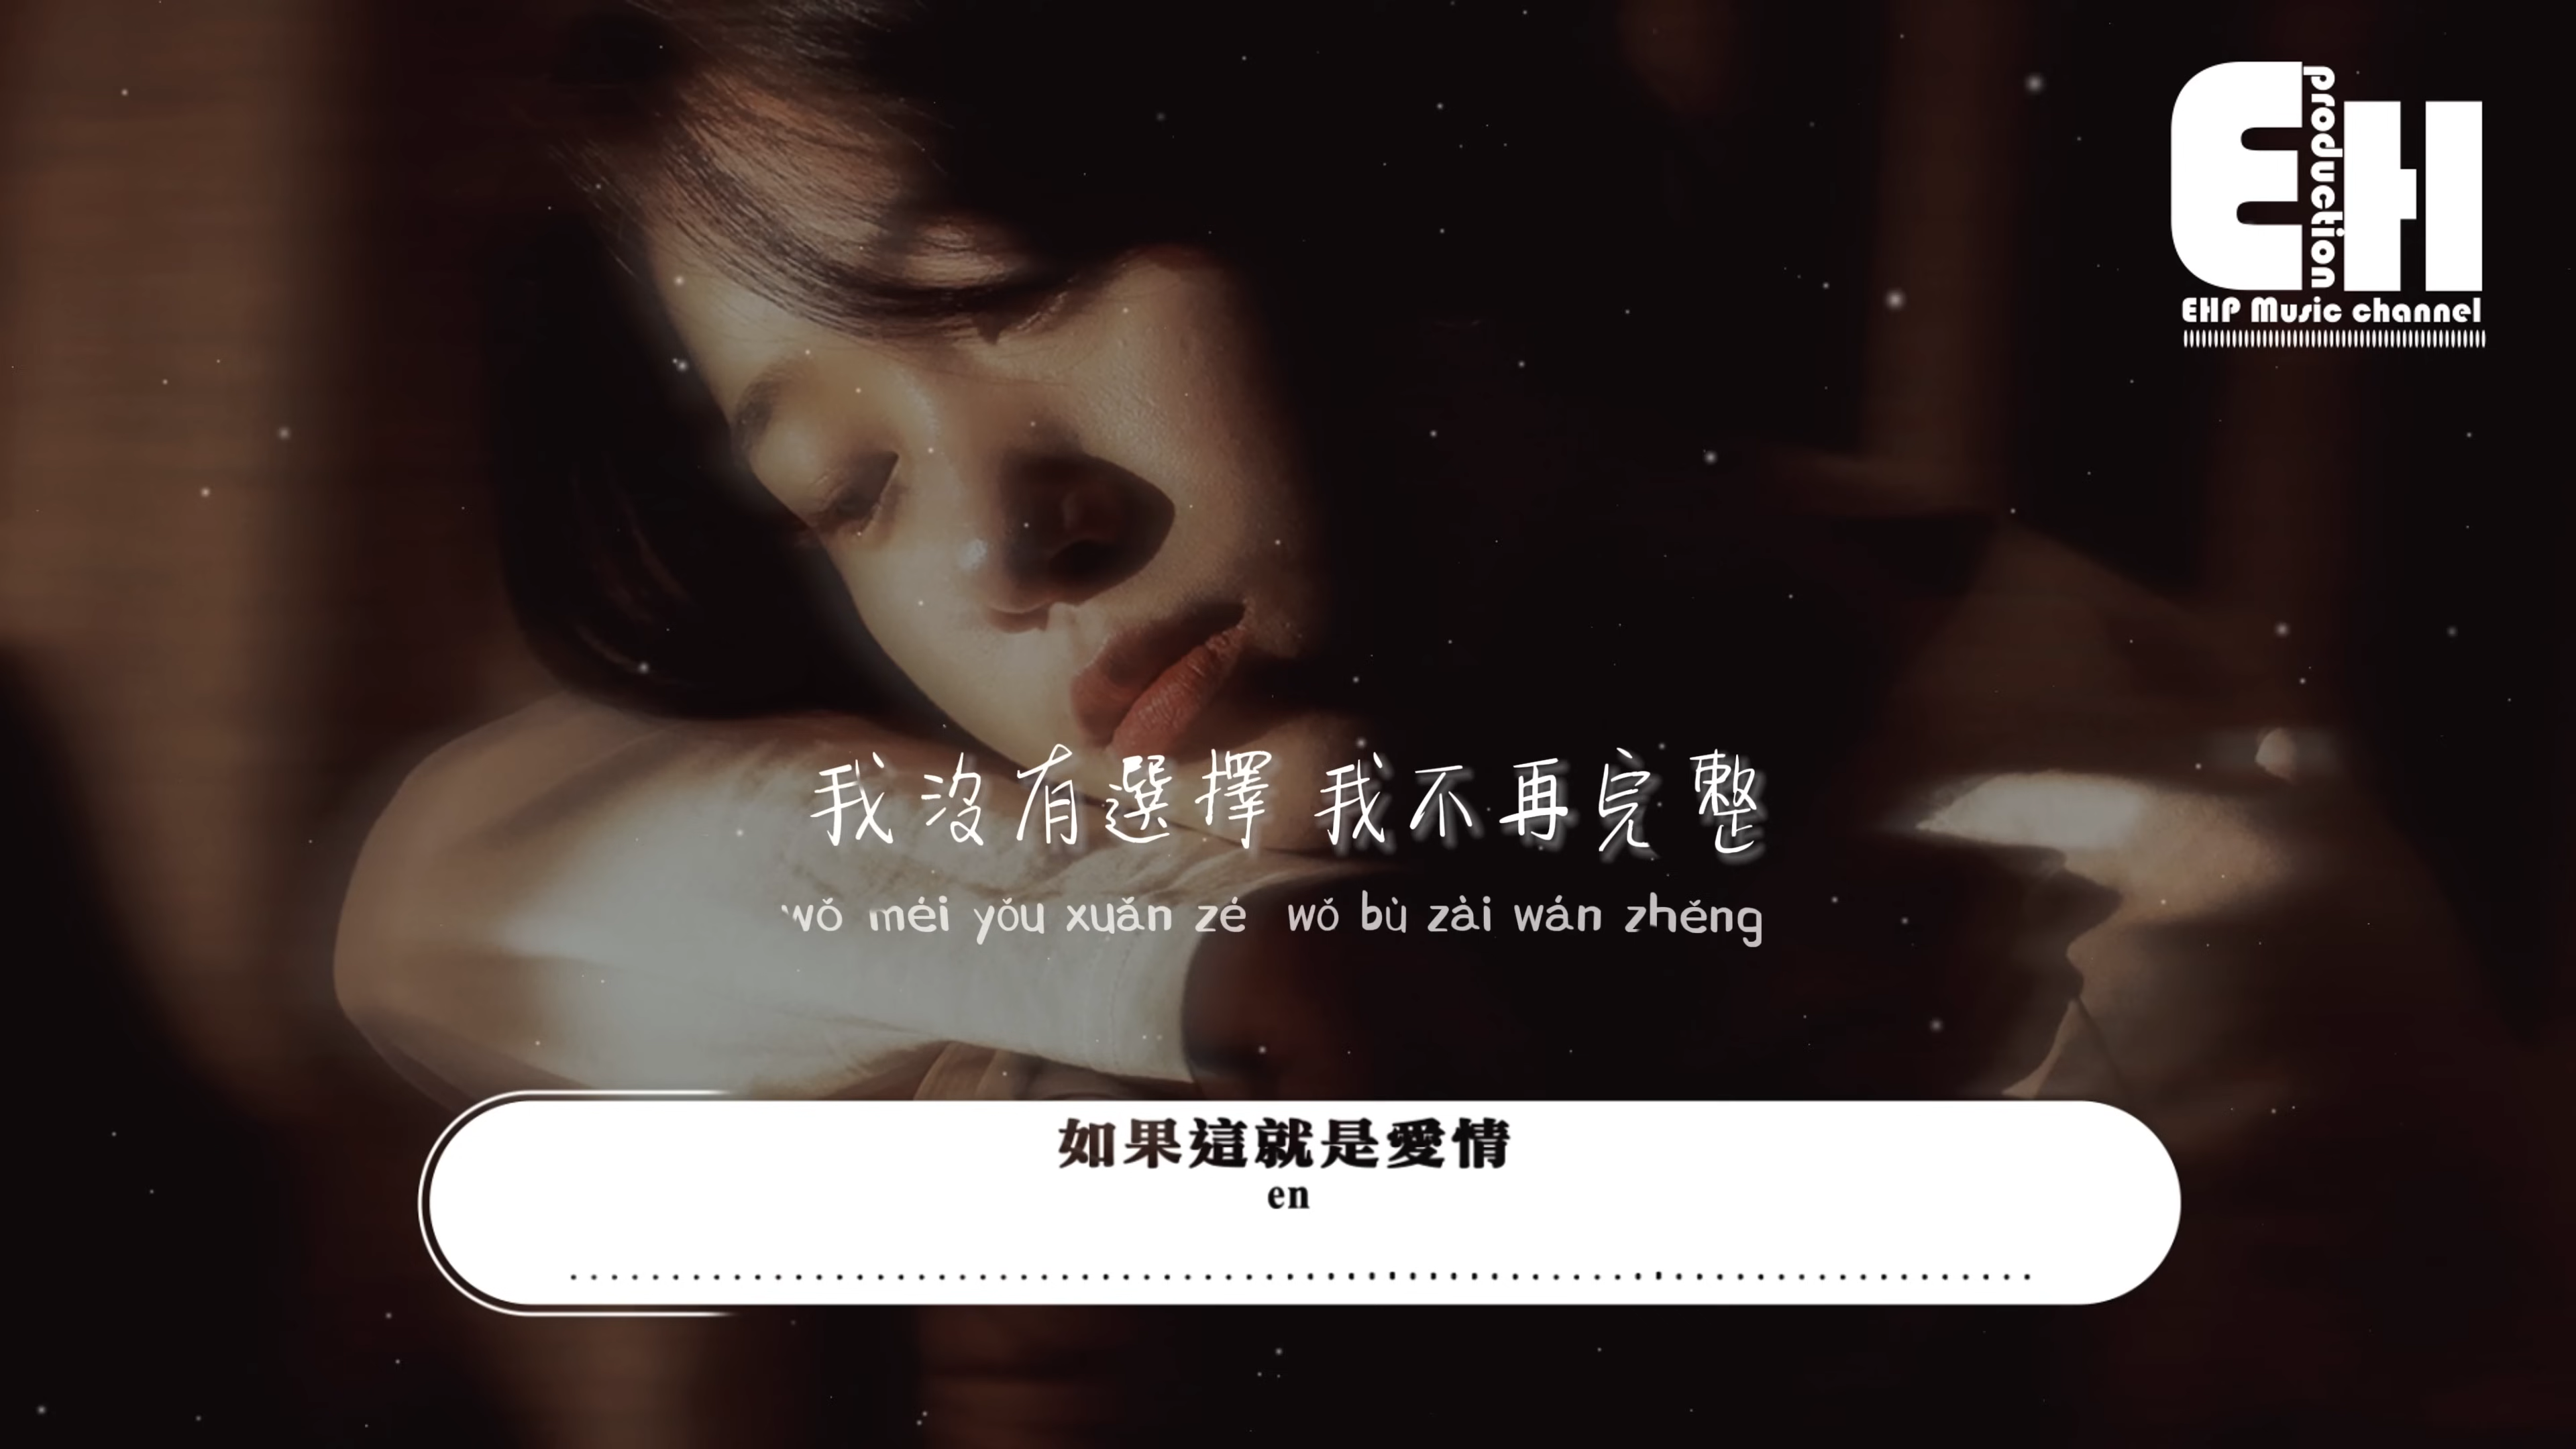 EH
production
EHP Music channel
我沒有選擇 我不再完整
wǒ méi yǒu xuǎn zé wǒ bù zài wán zhěng
如果這就是愛情
en